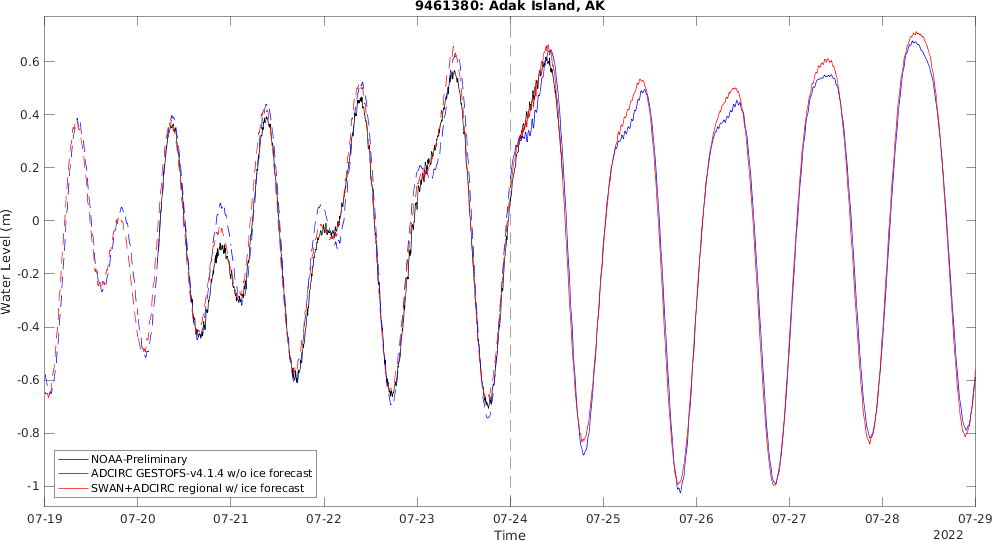 9461380: Adak Island, AK
Water Level (m)
0.6
0.4
0.2
0
-0.2
-0.4
-0.6
-0.8
-1
NOAA-Preliminary
ADCIRC GESTOFS-v4.1.4 w/o ice forecast
SWAN+ADCIRC regional w/ ice forecast
07-19 07-20 07-21 07-22 07-23 07-24 07-25 07-26 07-27 07-28 07-29
Time
2022